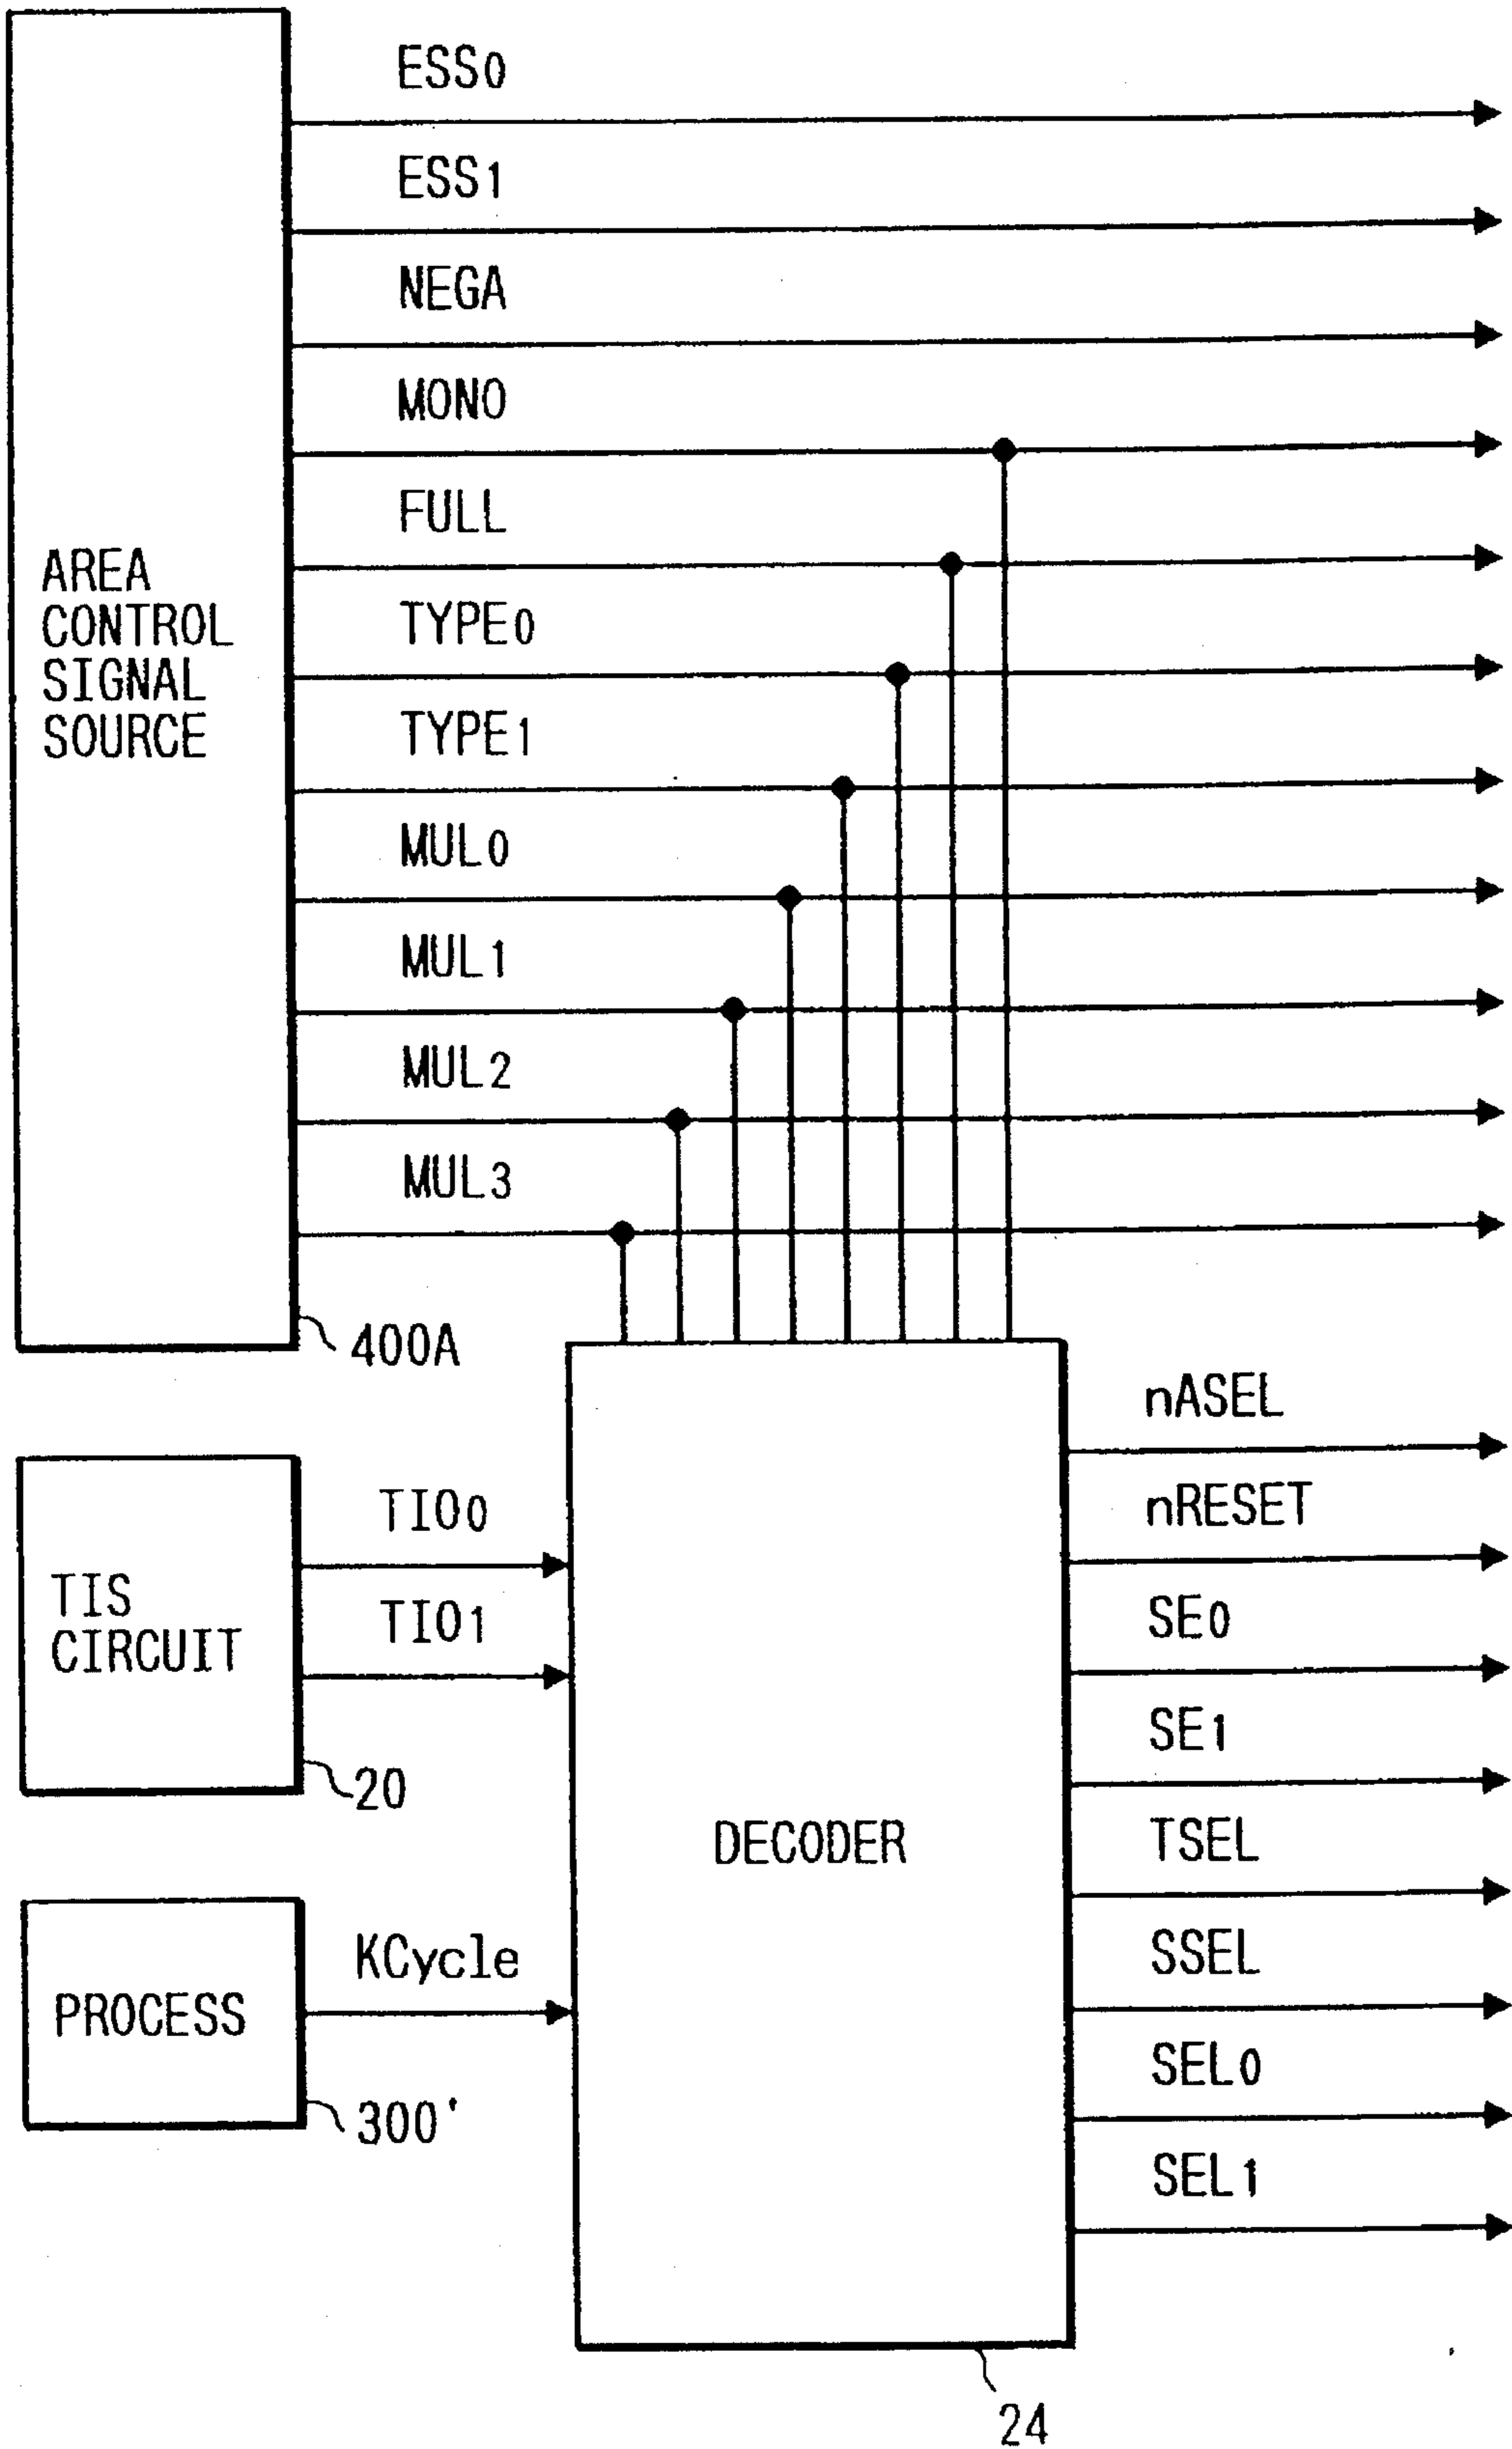 ESS0
ESS1
NEGA
MONO
FULL
AREA
CONTROL
SIGNAL
SOURCE
TYPE0
TYPE1
MUL0
MUL1
MUL2
MUL3
400A
nASEL
nRESET
SE0
SE1
TSEL
SSEL
SEL0
SEL1
TIO0
TIO1
TIS
CIRCUIT
20
DECODER
KCycle
PROCESS
300'
24